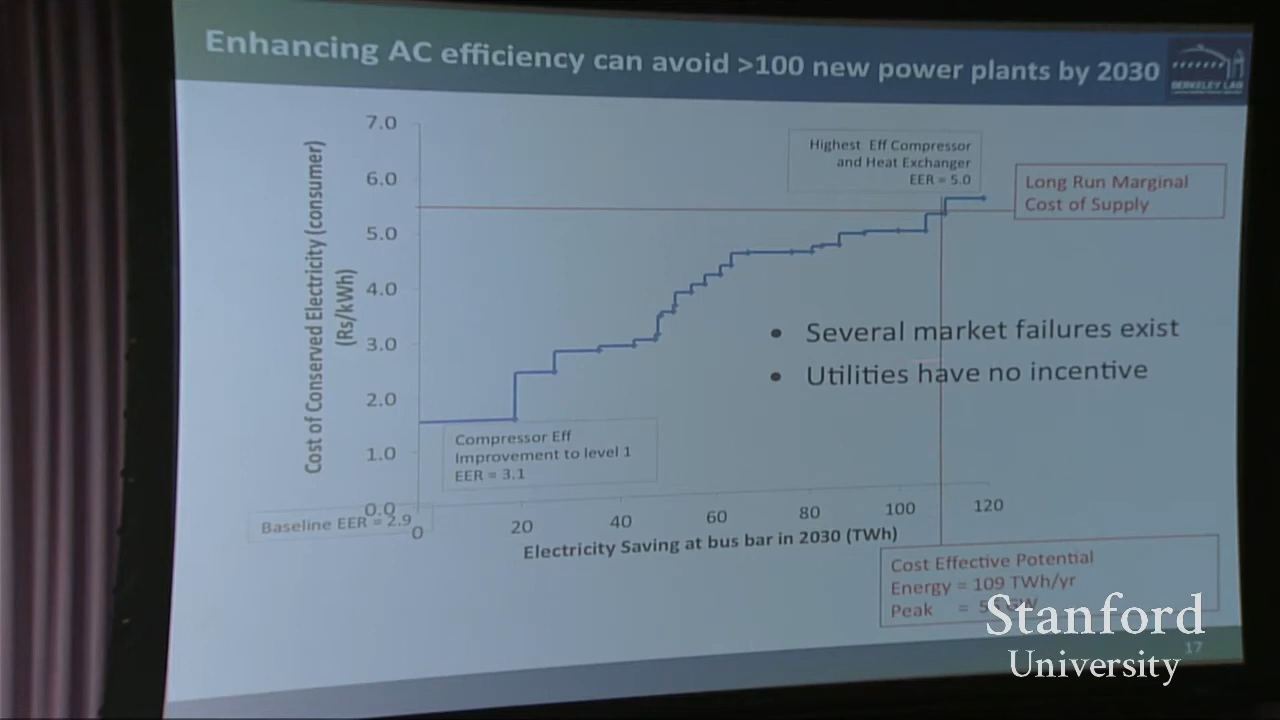 Enhancing AC efficiency can avoid >100 new power plants by 2030
BERKELEY LAB
Cost of Conserved Electricity (consumer)
(Rs/kWh)
7.0
6.0
5.0
4.0
3.0
2.0
1.0
0.0
Highest Eff Compressor
and Heat Exchanger
EER = 5.0
Long Run Marginal
Cost of Supply
• Several market failures exist
• Utilities have no incentive
Compressor Eff
Improvement to level 1
EER = 3.1
Baseline EER = 2.9
0 20 40 60 80 100 120
Electricity Saving at bus bar in 2030 (TWh)
Cost Effective Potential
Energy = 109 TWh/yr
Peak =
Stanford
University
17